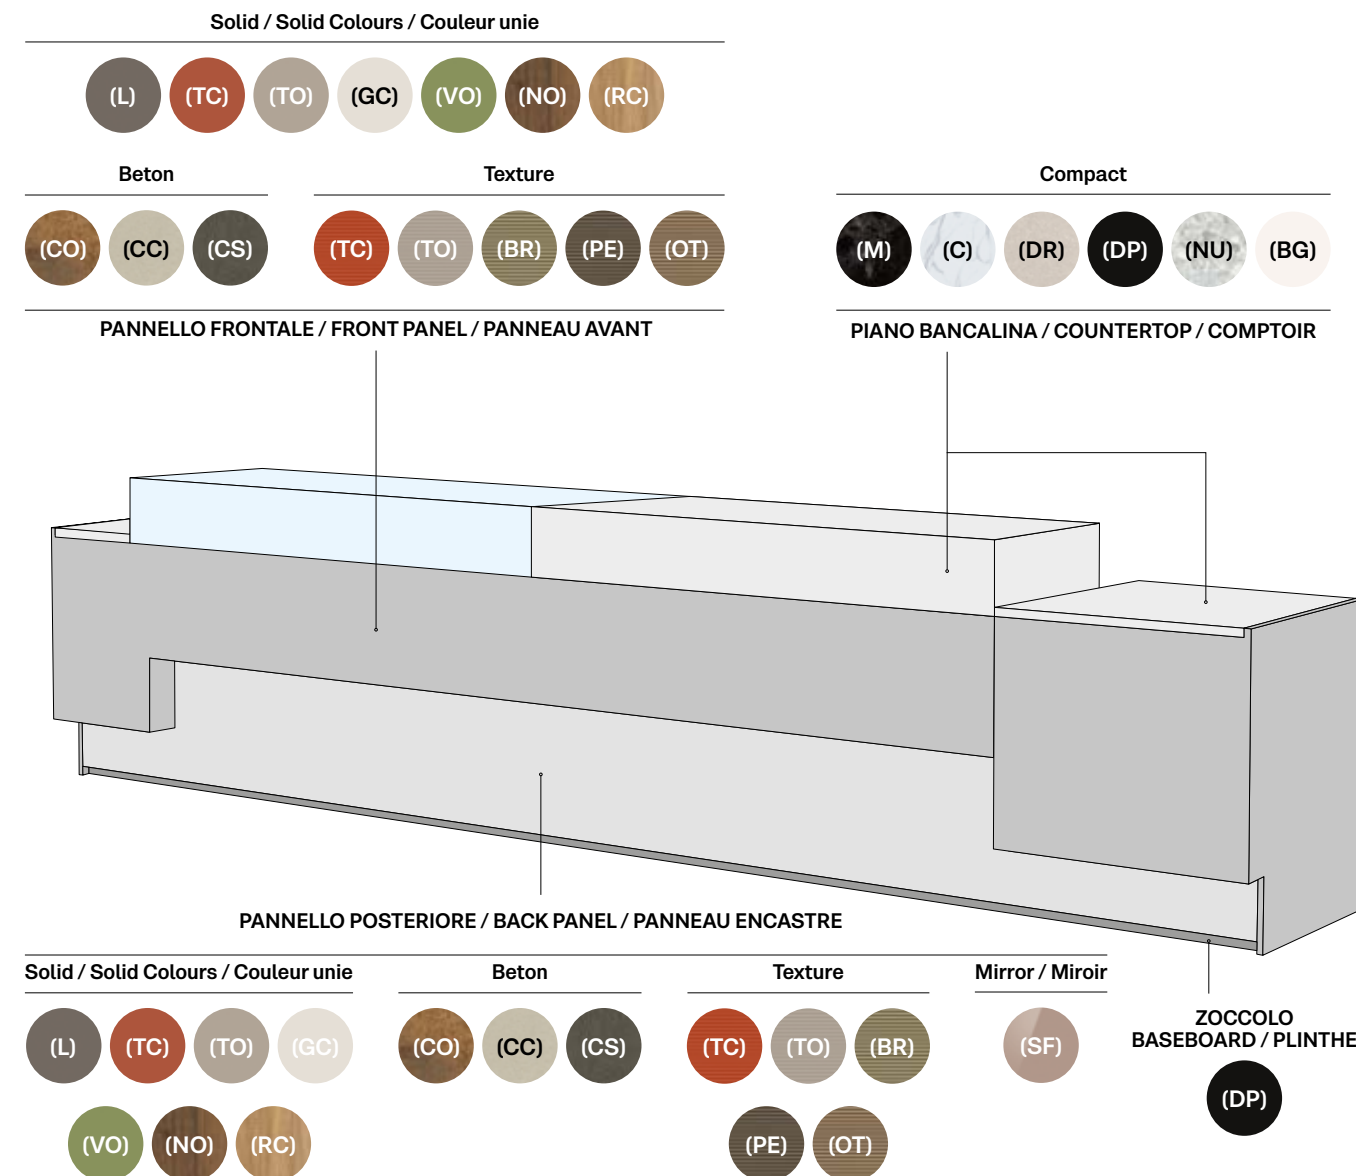 Solid / Solid Colours / Couleur unie
(L) (TC) (TO) (GC) (VO) (NO) (RC)
Beton
(CO) (CC) (CS)
Texture
(TC) (TO) (BR) (PE) (OT)
PANNELLO FRONTALE / FRONT PANEL / PANNEAU AVANT
Compact
(M) (C) (DR) (DP) (NU) (BG)
PIANO BANCALINA / COUNTERTOP / COMPTOIR
PANNELLO POSTERIORE / BACK PANEL / PANNEAU ENCASTRE
Solid / Solid Colours / Couleur unie
(L) (TC) (TO) (GC)
(VO) (NO) (RC)
Beton
(CO) (CC) (CS)
Texture
(TC) (TO) (BR)
(PE) (OT)
Mirror / Miroir
(SF)
ZOCCOLO
BASEBOARD / PLINTHE
(DP)